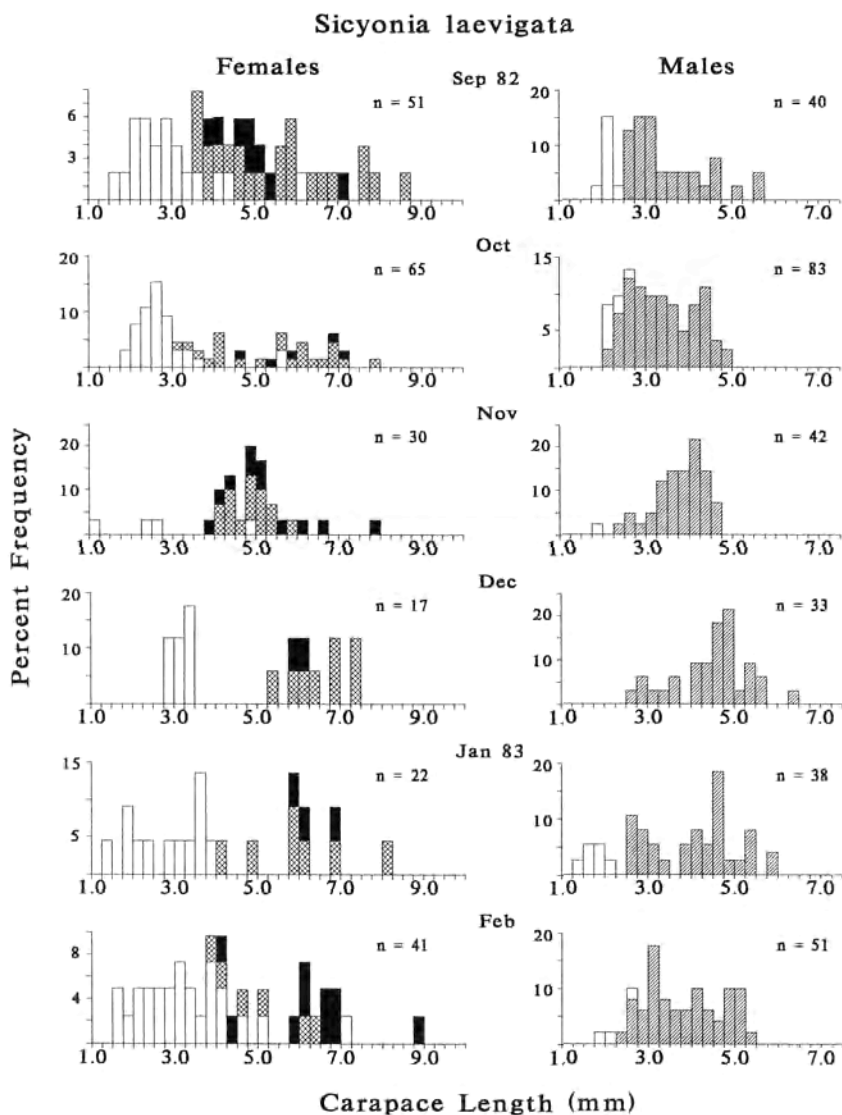 Sicyonia laevigata
Females
Males
Sep 82
n = 51
n = 40
6
3
20
15
10
5
1.0 3.0 5.0 7.0 9.0
1.0 3.0 5.0 7.0
Oct
n = 65
n = 83
20
10
15
10
5
1.0 3.0 5.0 7.0 9.0
1.0 3.0 5.0 7.0
Nov
n = 30
n = 42
20
10
20
10
1.0 3.0 5.0 7.0 9.0
1.0 3.0 5.0 7.0
Percent Frequency
Dec
n = 17
n = 33
20
10
20
10
1.0 3.0 5.0 7.0 9.0
1.0 3.0 5.0 7.0
Jan 83
n = 22
n = 38
15
5
20
10
1.0 3.0 5.0 7.0 9.0
1.0 3.0 5.0 7.0
Feb
n = 41
n = 51
8
4
20
10
1.0 3.0 5.0 7.0 9.0
1.0 3.0 5.0 7.0
Carapace Length (mm)